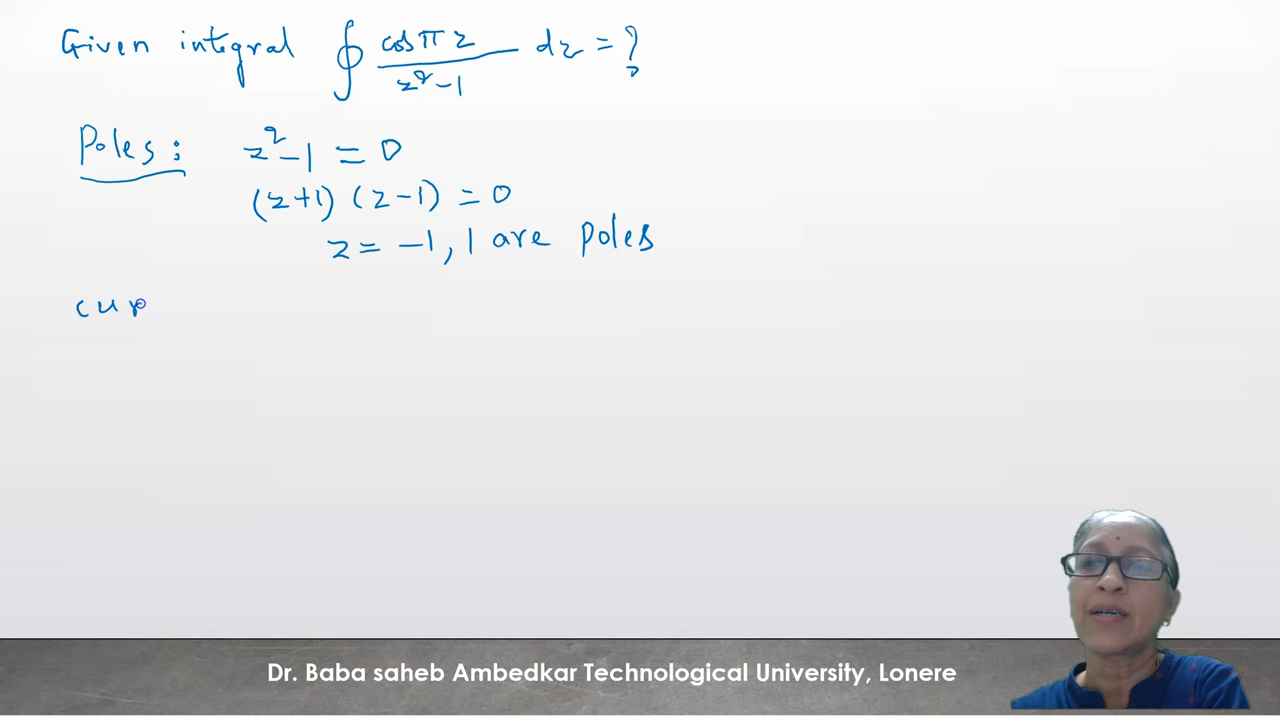 Given integral ∮ cos πz / z²-1 dz = ?
Poles : z²-1 = 0
(z+1) (z-1) = 0
z = -1, 1 are poles
cur
Dr. Baba saheb Ambedkar Technological University, Lonere